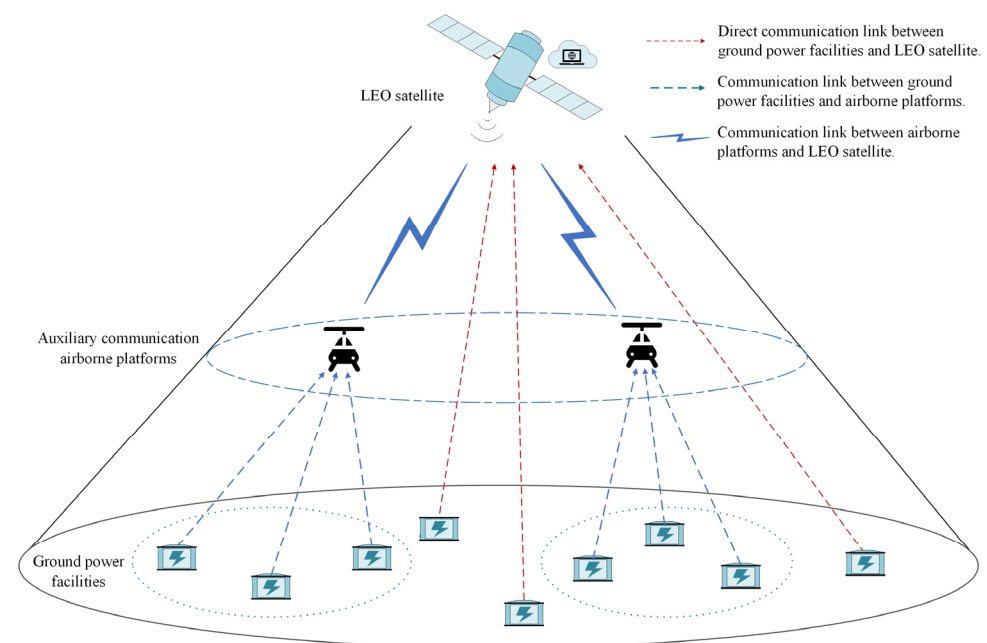 Direct communication link between
ground power facilities and LEO satellite.
LEO satellite
Communication link between ground
power facilities and airborne platforms.
Communication link between airborne
platforms and LEO satellite.
Auxiliary communication
airborne platforms
Ground power
facilities